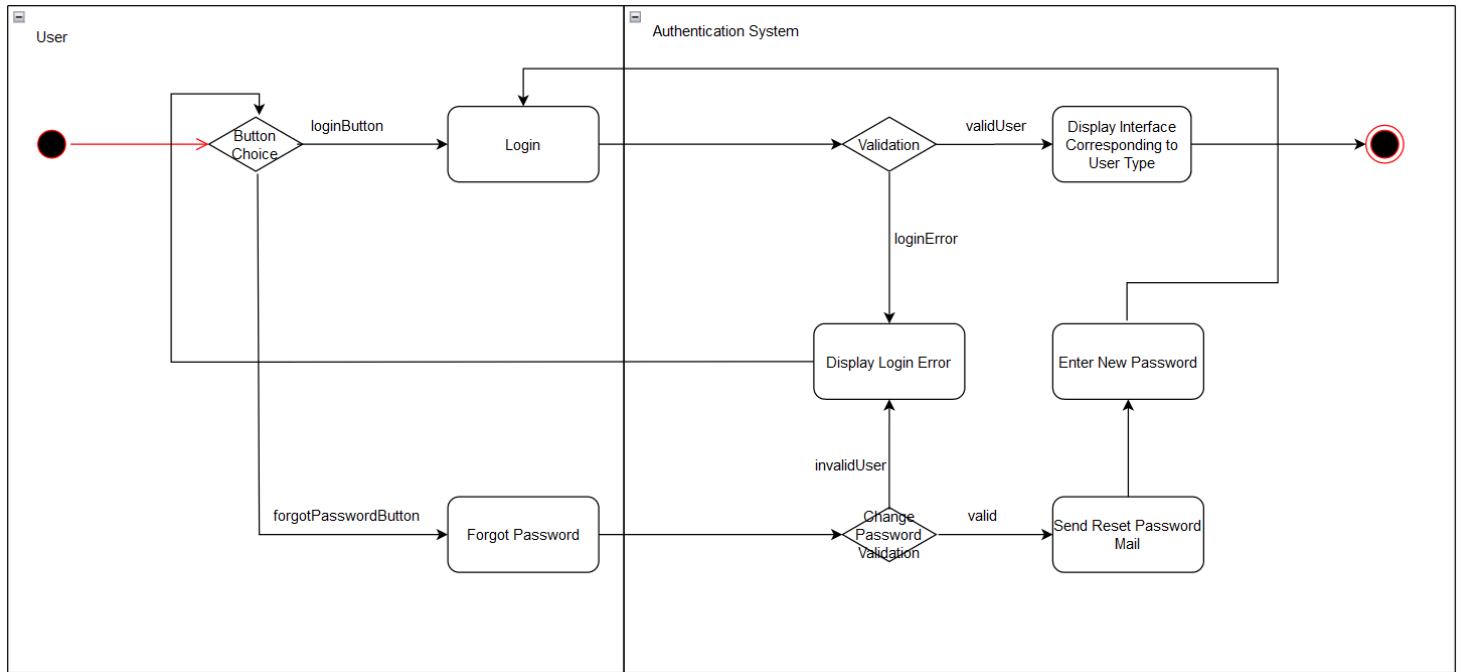 User
Authentication System
Button
Choice
loginButton
Login
Validation
validUser
Display Interface
Corresponding to
User Type
loginError
Display Login Error
Enter New Password
invalidUser
forgotPasswordButton
Forgot Password
Change
Password
Validation
valid
Send Reset Password
Mail